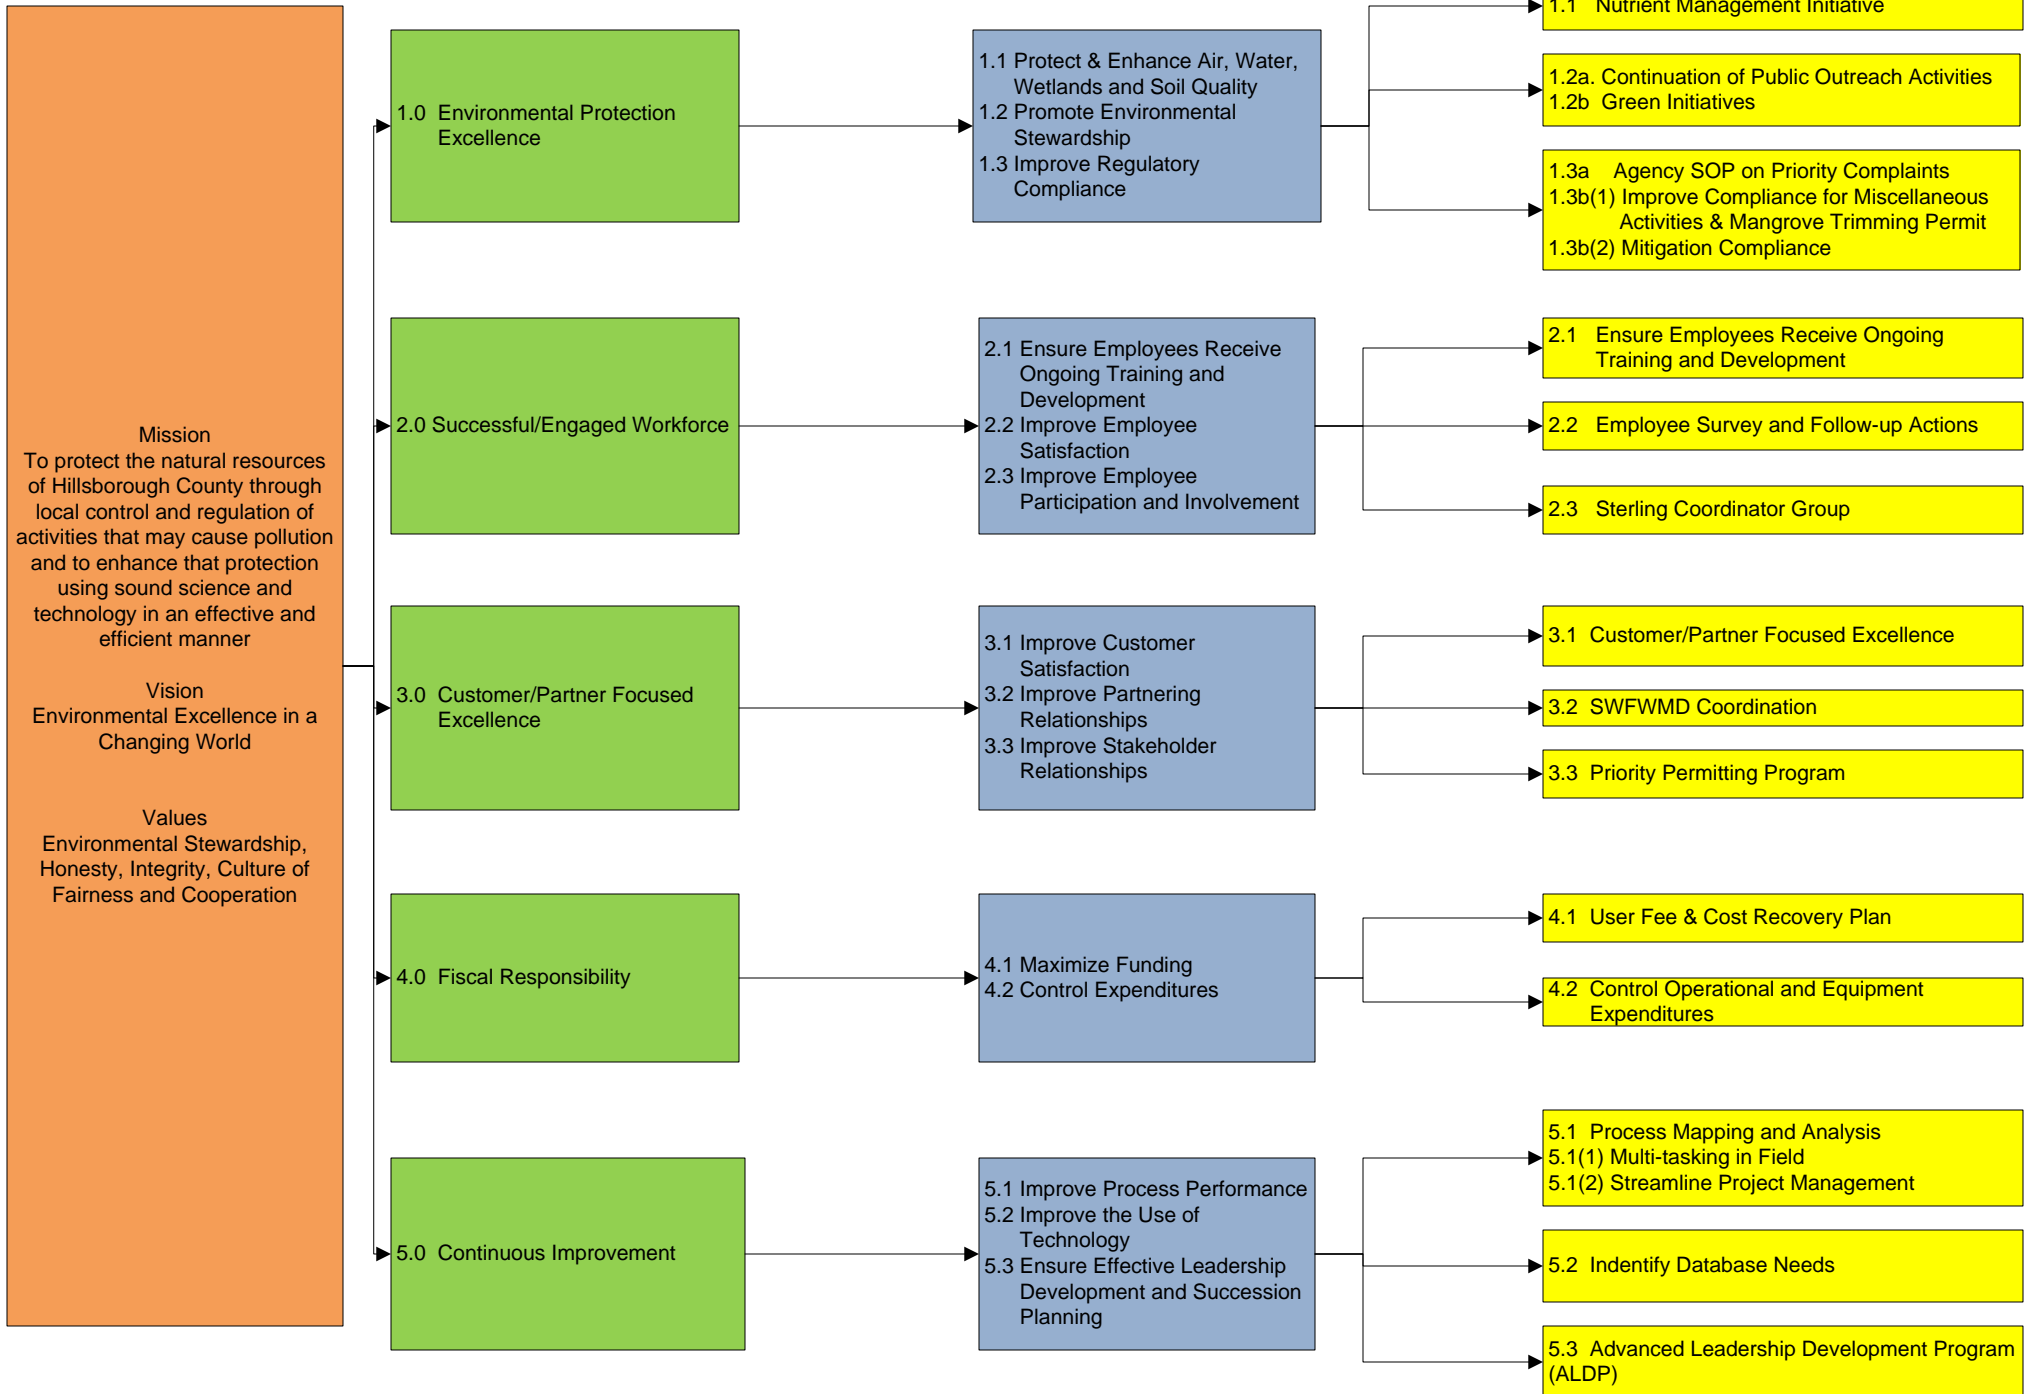 Mission
To protect the natural resources
of Hillsborough County through
local control and regulation of
activities that may cause pollution
and to enhance that protection
using sound science and
technology in an effective and
efficient manner
Vision
Environmental Excellence in a
Changing World
Values
Environmental Stewardship,
Honesty, Integrity, Culture of
Fairness and Cooperation
1.0 Environmental Protection
Excellence
1.1 Protect & Enhance Air, Water,
Wetlands and Soil Quality
1.2 Promote Environmental
Stewardship
1.3 Improve Regulatory
Compliance
1.1 Nutrient Management Initiative
1.2a. Continuation of Public Outreach Activities
1.2b Green Initiatives
1.3a Agency SOP on Priority Complaints
1.3b(1) Improve Compliance for Miscellaneous
Activities & Mangrove Trimming Permit
1.3b(2) Mitigation Compliance
2.0 Successful/Engaged Workforce
2.1 Ensure Employees Receive
Ongoing Training and
Development
2.2 Improve Employee
Satisfaction
2.3 Improve Employee
Participation and Involvement
2.1 Ensure Employees Receive Ongoing
Training and Development
2.2 Employee Survey and Follow-up Actions
2.3 Sterling Coordinator Group
3.0 Customer/Partner Focused
Excellence
3.1 Improve Customer
Satisfaction
3.2 Improve Partnering
Relationships
3.3 Improve Stakeholder
Relationships
3.1 Customer/Partner Focused Excellence
3.2 SWFWMD Coordination
3.3 Priority Permitting Program
4.0 Fiscal Responsibility
4.1 Maximize Funding
4.2 Control Expenditures
4.1 User Fee & Cost Recovery Plan
4.2 Control Operational and Equipment
Expenditures
5.0 Continuous Improvement
5.1 Improve Process Performance
5.2 Improve the Use of
Technology
5.3 Ensure Effective Leadership
Development and Succession
Planning
5.1 Process Mapping and Analysis
5.1(1) Multi-tasking in Field
5.1(2) Streamline Project Management
5.2 Indentify Database Needs
5.3 Advanced Leadership Development Program
(ALDP)